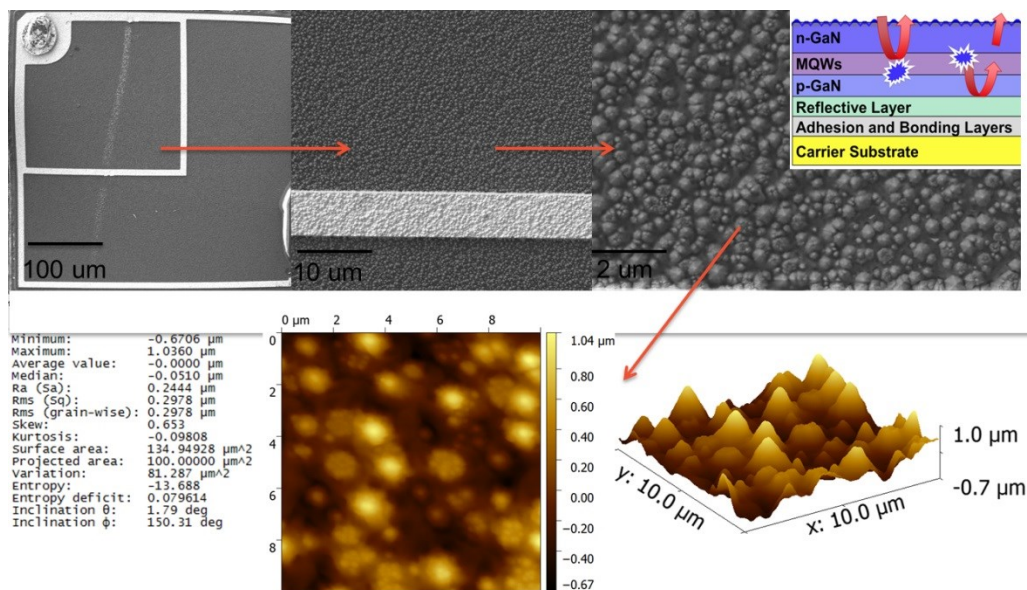 n-GaN
MQWs
p-GaN
Reflective Layer
Adhesion and Bonding Layers
Carrier Substrate
100 um
10 um
2 um
Minimum: -0.6706 µm
Maximum: 1.0360 µm
Average value: -0.0000 µm
Median: -0.0510 µm
Ra (Sa): 0.2444 µm
Rms (Sq): 0.2978 µm
Rms (grain-wise): 0.2978 µm
Skew: 0.653
Kurtosis: -0.09808
Surface area: 134.94928 µm^2
Projected area: 100.00000 µm^2
Variation: 81.287 µm^2
Entropy: -13.688
Entropy deficit: 0.079614
Inclination θ: 1.79 deg
Inclination ϕ: 150.31 deg
0 µm 2 4 6 8
0
2
4
6
8
1.04 µm
0.80
0.60
0.40
0.20
0.00
-0.20
-0.40
-0.67
1.0 µm
-0.7 µm
y: 10.0 µm
x: 10.0 µm